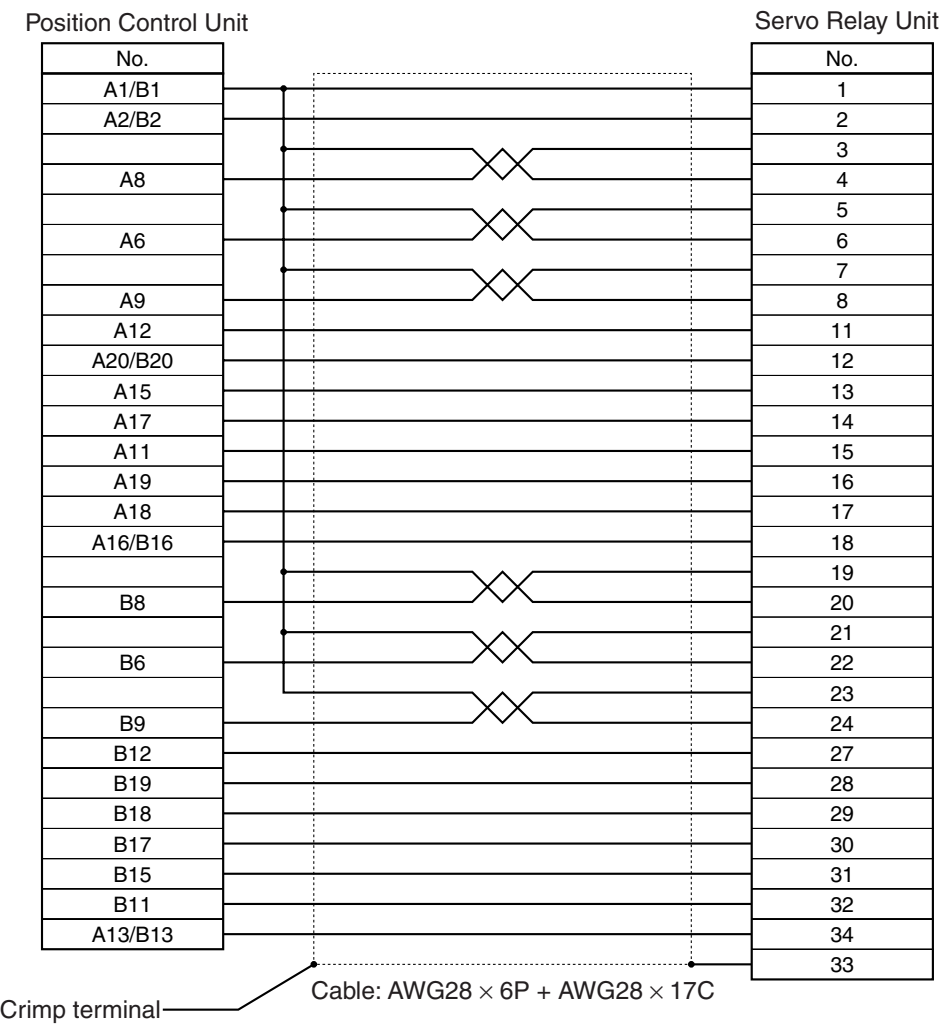 Position Control Unit Servo Relay Unit
No. No.
A1/B1 1
A2/B2 2
3
A8 4
5
A6 6
7
A9 8
A12 11
A20/B20 12
A15 13
A17 14
A11 15
A19 16
A18 17
A16/B16 18
19
B8 20
21
B6 22
23
B9 24
B12 27
B19 28
B18 29
B17 30
B15 31
B11 32
A13/B13 34
33
Cable: AWG28 × 6P + AWG28 × 17C
Crimp terminal